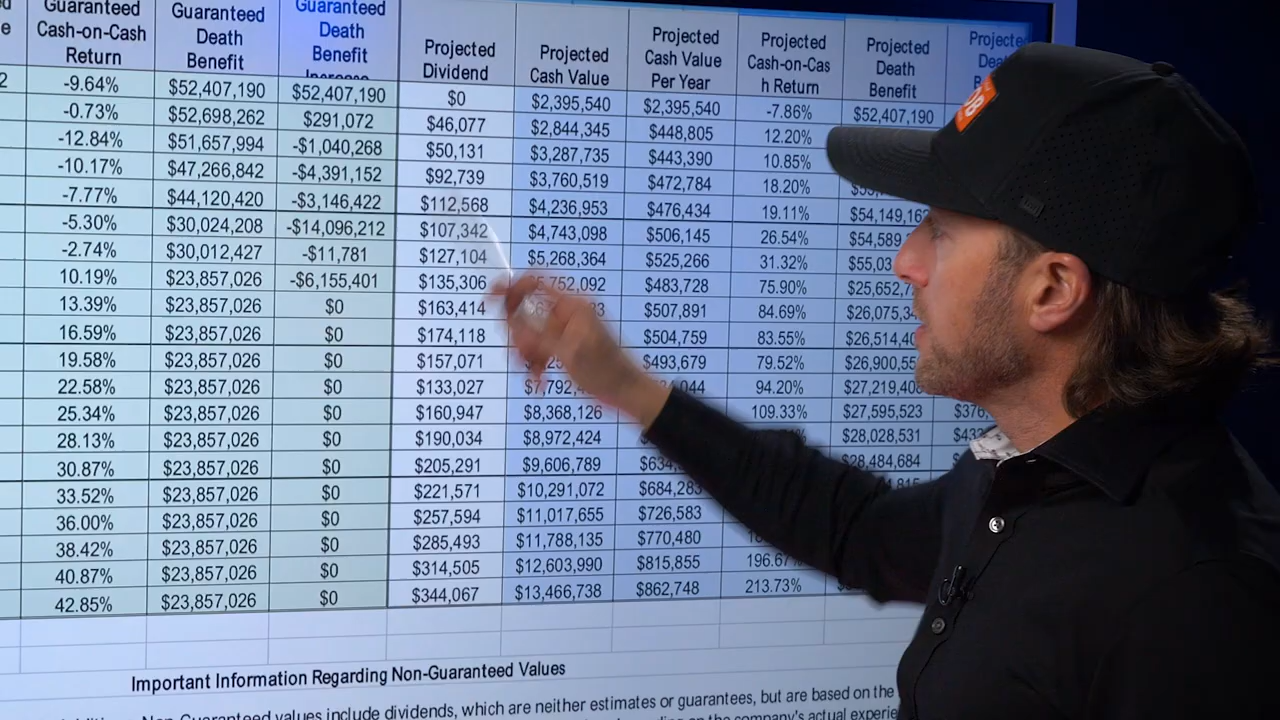 Guaranteed Cash-on-Cash Return
Guaranteed Death Benefit
Guaranteed Death Benefit Increase
Projected Dividend
Projected Cash Value
Projected Cash Value Per Year
Projected Cash-on-Cas h Return
Projected Death Benefit
Projected
-9.64% $52,407,190 $52,407,190 $0 $2,395,540 $2,395,540 -7.86% $52,407,190
-0.73% $52,698,262 $291,072 $46,077 $2,844,345 $448,805 12.20%
-12.84% $51,657,994 -$1,040,268 $50,131 $3,287,735 $443,390 10.85%
-10.17% $47,266,842 -$4,391,152 $92,739 $3,760,519 $472,784 18.20%
-7.77% $44,120,420 -$3,146,422 $112,568 $4,236,953 $476,434 19.11%
-5.30% $30,024,208 -$14,096,212 $107,342 $4,743,098 $506,145 26.54%
-2.74% $30,012,427 -$11,781 $127,104 $5,268,364 $525,266 31.32%
10.19% $23,857,026 -$6,155,401 $135,306 $483,728 75.90%
13.39% $23,857,026 $0 $163,414 $507,891 84.69%
16.59% $23,857,026 $0 $174,118 $504,759 83.55%
19.58% $23,857,026 $0 $157,071 $493,679 79.52%
22.58% $23,857,026 $0 $133,027 94.20%
25.34% $23,857,026 $0 $160,947 $8,368,126 109.33% $27,595,523
28.13% $23,857,026 $0 $190,034 $8,972,424 $28,028,531
30.87% $23,857,026 $0 $205,291 $9,606,789 $28,484,684
33.52% $23,857,026 $0 $221,571 $10,291,072 $684,283
36.00% $23,857,026 $0 $257,594 $11,017,655 $726,583
38.42% $23,857,026 $0 $285,493 $11,788,135 $770,480
40.87% $23,857,026 $0 $314,505 $12,603,990 $815,855
42.85% $23,857,026 $0 $344,067 $13,466,738 $862,748 213.73%
Important Information Regarding Non-Guaranteed Values
Non-Guaranteed values include dividends, which are neither estimates or guarantees, but are based on the
company's actual